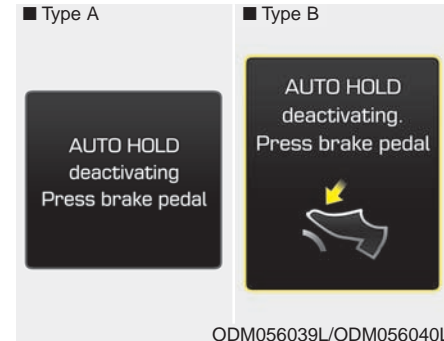 ■ Type A
■ Type B
AUTO HOLD
deactivating
Press brake pedal
AUTO HOLD
deactivating.
Press brake pedal
ODM056039L/ODM056040L